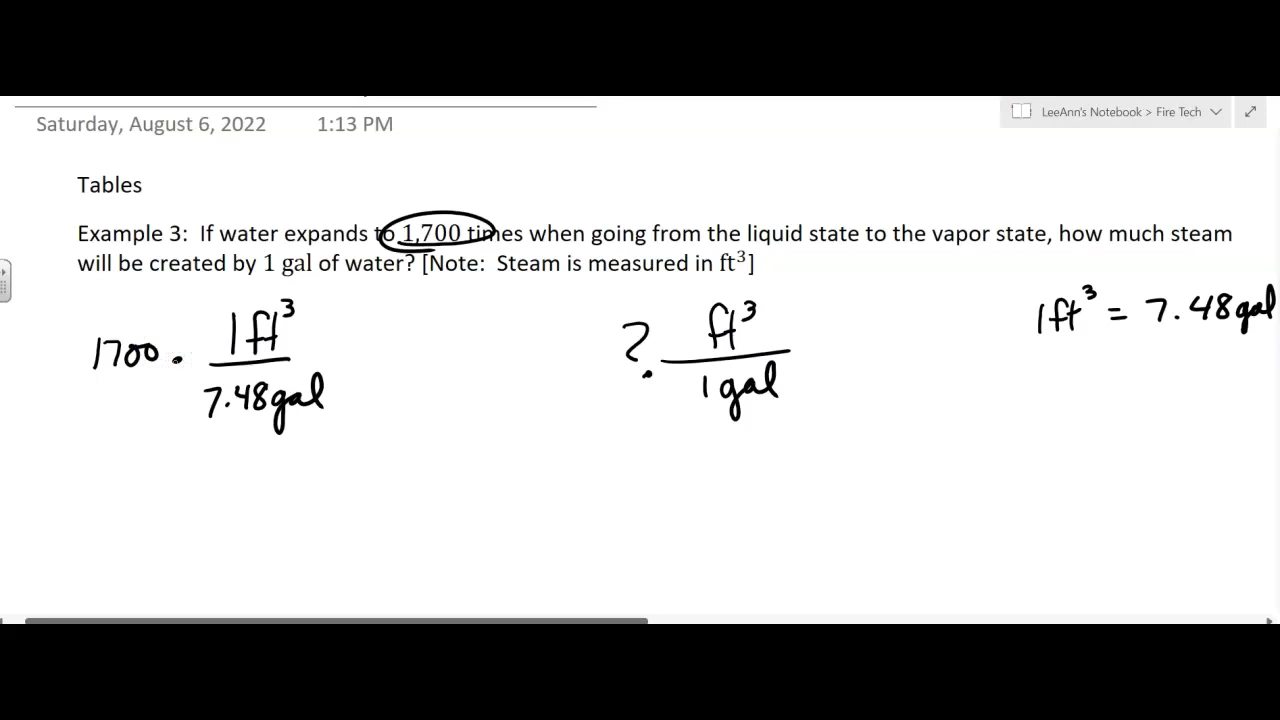 Saturday, August 6, 2022 1:13 PM
LeeAnn's Notebook > Fire Tech
Tables
Example 3: If water expands to 1,700 times when going from the liquid state to the vapor state, how much steam
will be created by 1 gal of water? [Note: Steam is measured in ft³]
1700 · 1ft³
7.48gal
? ft³
1gal
1ft³ = 7.48gal